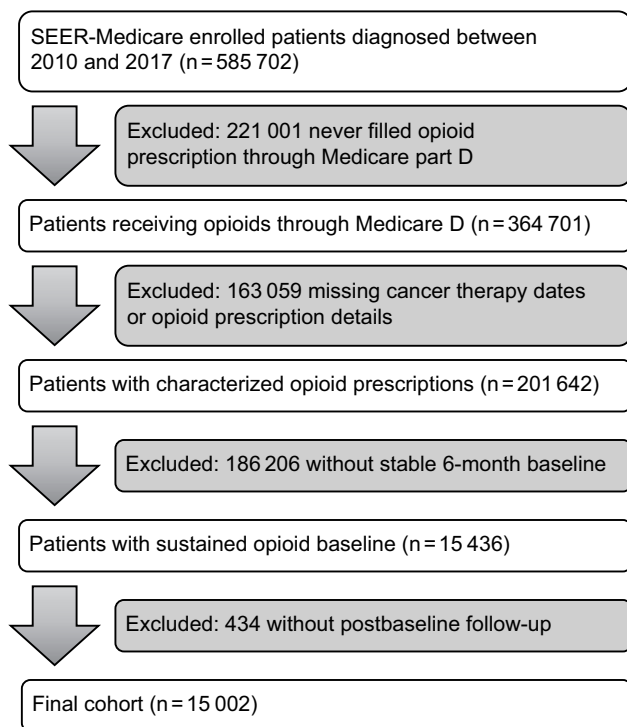 SEER-Medicare enrolled patients diagnosed between
2010 and 2017 (n = 585 702)
Excluded: 221 001 never filled opioid
prescription through Medicare part D
Patients receiving opioids through Medicare D (n = 364 701)
Excluded: 163 059 missing cancer therapy dates
or opioid prescription details
Patients with characterized opioid prescriptions (n = 201 642)
Excluded: 186 206 without stable 6-month baseline
Patients with sustained opioid baseline (n = 15 436)
Excluded: 434 without postbaseline follow-up
Final cohort (n = 15 002)